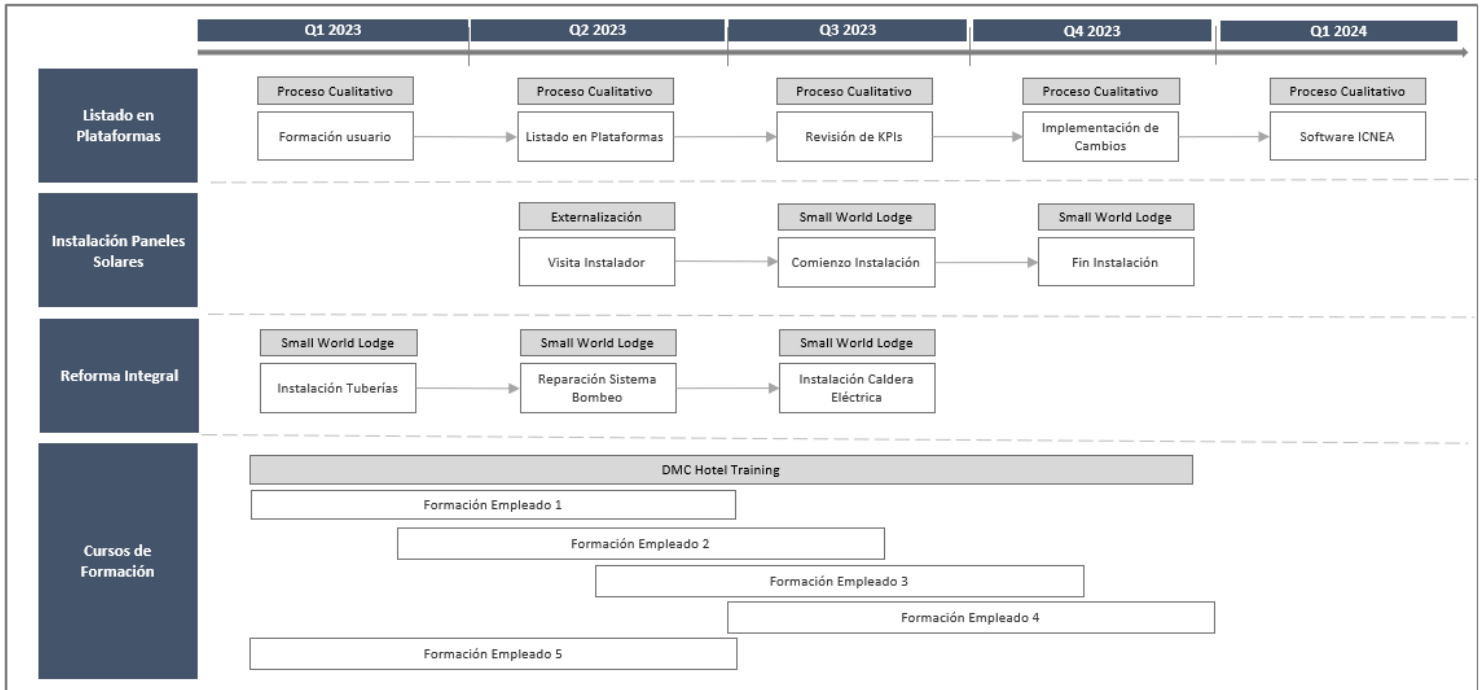 Q1 2023
Q2 2023
Q3 2023
Q4 2023
Q1 2024
Listado en
Plataformas
Proceso Cualitativo
Proceso Cualitativo
Proceso Cualitativo
Proceso Cualitativo
Proceso Cualitativo
Formación usuario
Listado en Plataformas
Revisión de KPIs
Implementación de
Cambios
Software ICNEA
Instalación Paneles
Solares
Externalización
Small World Lodge
Small World Lodge
Visita Instalador
Comienzo Instalación
Fin Instalación
Reforma Integral
Small World Lodge
Small World Lodge
Small World Lodge
Instalación Tuberías
Reparación Sistema
Bombeo
Instalación Caldera
Eléctrica
Cursos de
Formación
DMC Hotel Training
Formación Empleado 1
Formación Empleado 2
Formación Empleado 3
Formación Empleado 4
Formación Empleado 5